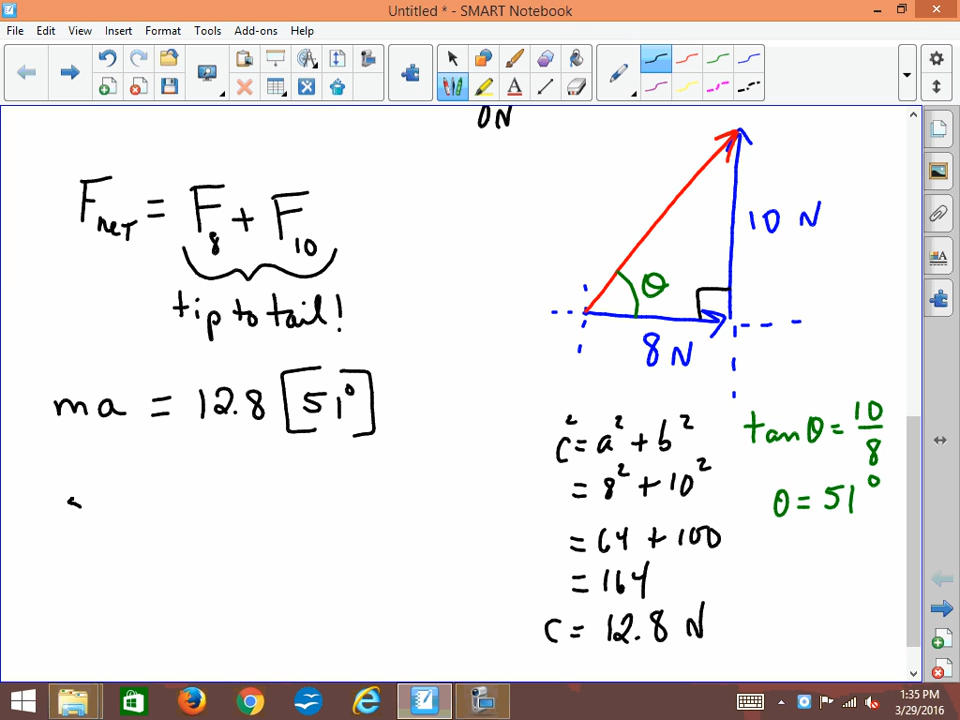 Untitled * - SMART Notebook
File Edit View Insert Format Tools Add-ons Help
0N
F_net = F_8 + F_10
tip to tail!
10 N
θ
8 N
ma = 12.8 [51°]
c² = a² + b²
= 8² + 10²
= 64 + 100
= 164
c = 12.8 N
tanθ = 10/8
θ = 51°
1:35 PM
3/29/2016